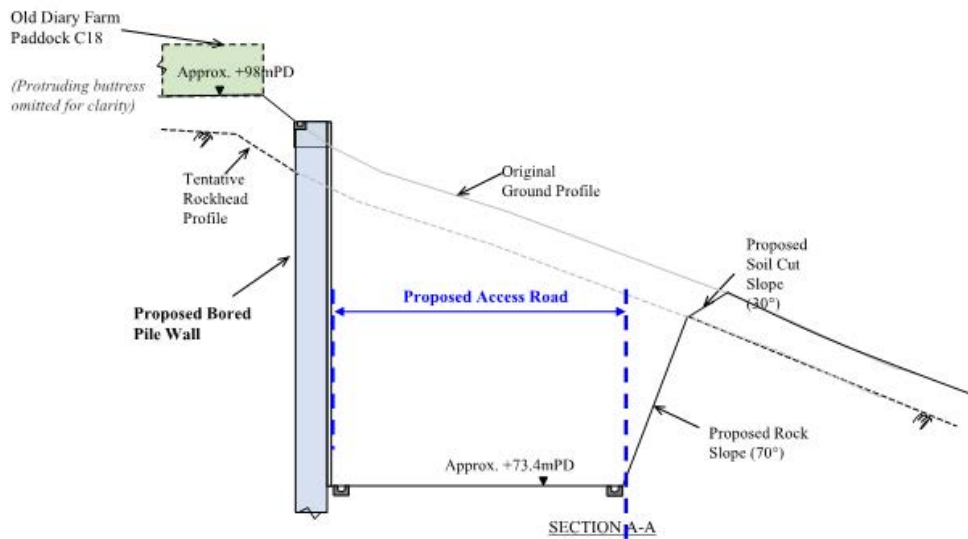 Old Diary Farm
Paddock C18
Approx. +98mPD
(Protruding buttress
omitted for clarity)
Tentative
Rockhead
Profile
Original
Ground Profile
Proposed
Soil Cut
Slope
(30°)
Proposed Access Road
Proposed Bored
Pile Wall
Proposed Rock
Slope (70°)
Approx. +73.4mPD
SECTION A-A